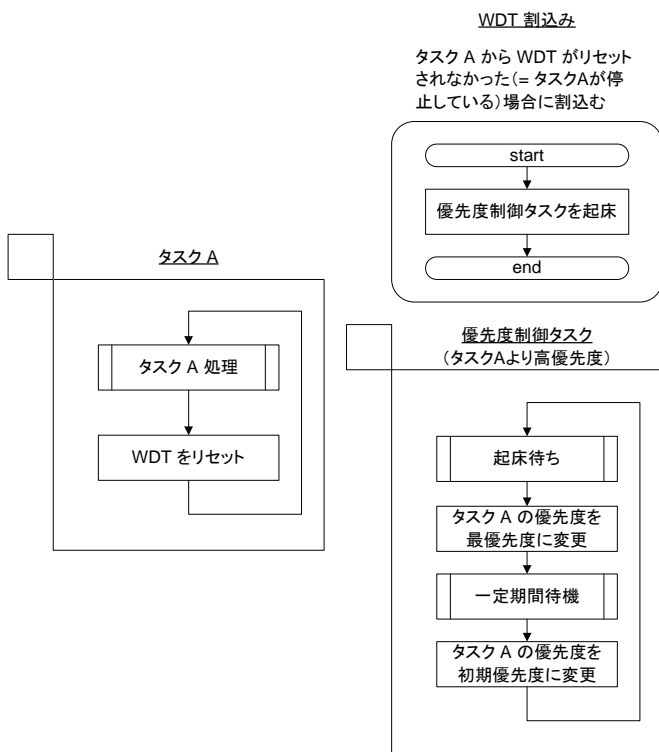 WDT 割込み
タスク A から WDT がリセット
されなかった(= タスクAが停
止している)場合に割込む
start
優先度制御タスクを起床
end
タスク A
タスク A 処理
WDT をリセット
優先度制御タスク
(タスクAより高優先度)
起床待ち
タスク A の優先度を
最優先度に変更
一定期間待機
タスク A の優先度を
初期優先度に変更